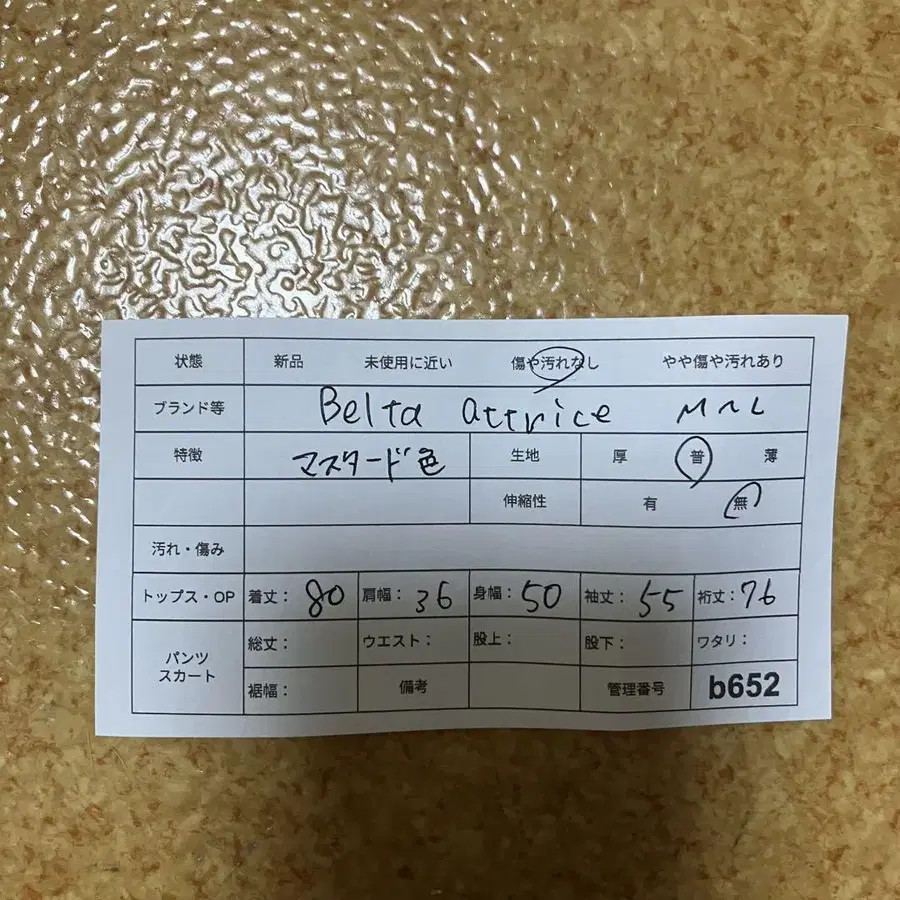 状態 新品 未使用に近い 傷や汚れなし やや傷や汚れあり
ブランド等 Belta attrice M~L
特徴 マスタード色 生地 厚 普 薄
伸縮性 有 無
汚れ・傷み
トップス・OP 着丈：80 肩幅：36 身幅：50 袖丈：55 裄丈：76
パンツ スカート 総丈： ウエスト： 股上： 股下： ワタリ：
裾幅： 備考 管理番号 b652